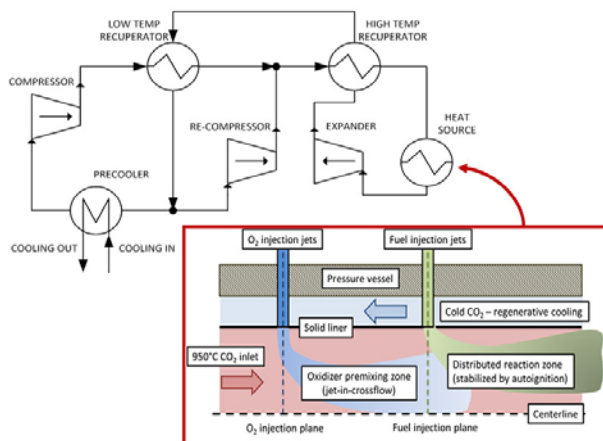 LOW TEMP
RECUPERATOR
HIGH TEMP
RECUPERATOR
COMPRESSOR
RE-COMPRESSOR
EXPANDER
HEAT
SOURCE
PRECOOLER
COOLING OUT
COOLING IN
O₂ injection jets
Fuel injection jets
Pressure vessel
Cold CO₂ – regenerative cooling
Solid liner
950°C CO₂ inlet
Oxidizer premixing zone
(jet-in-crossflow)
Distributed reaction zone
(stabilized by autoignition)
Centerline
O₂ injection plane
Fuel injection plane